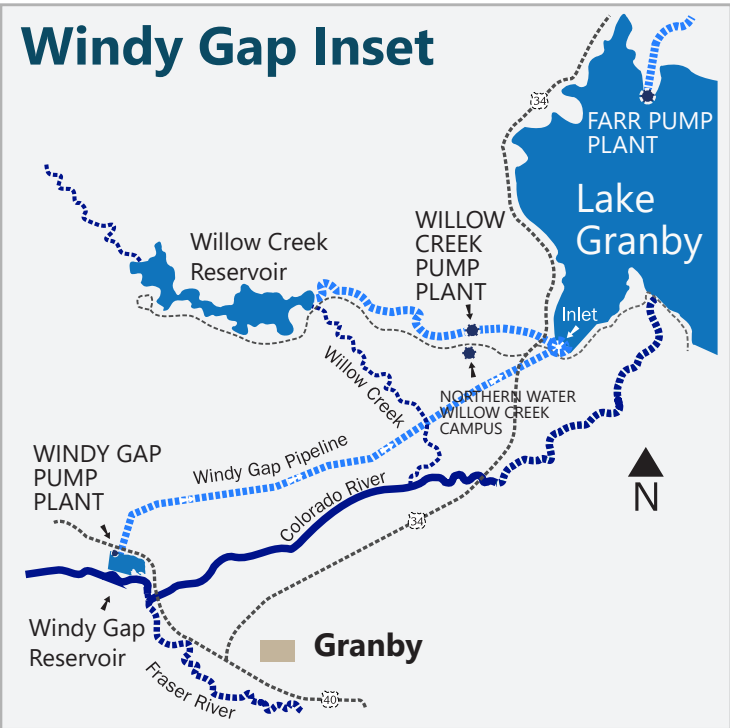 Windy Gap Inset
34
FARR PUMP
PLANT
Lake
Granby
WILLOW
CREEK
PUMP
PLANT
Willow Creek
Reservoir
Inlet
Willow Creek
NORTHERN WATER
WILLOW CREEK
CAMPUS
WINDY GAP
PUMP
PLANT
Windy Gap Pipeline
Colorado River
N
34
Windy Gap
Reservoir
Granby
Fraser River
40